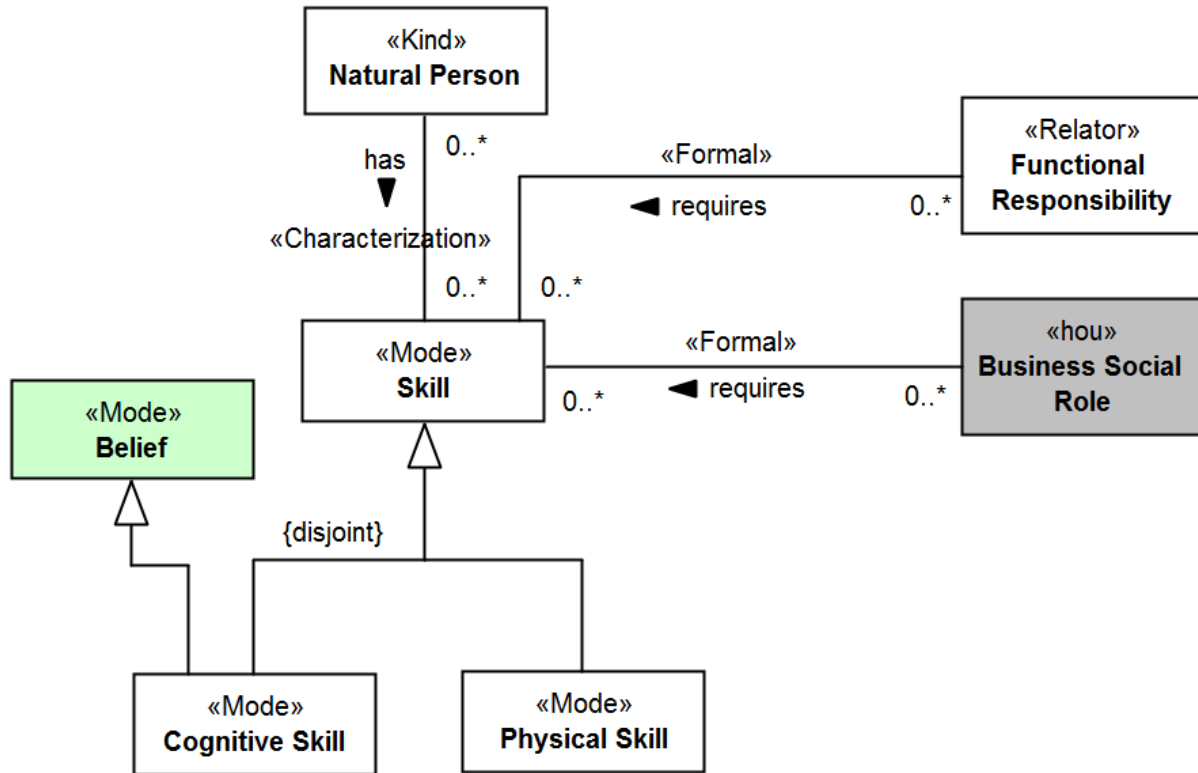 «Kind»
Natural Person
0..*
has
«Characterization»
0..*
«Formal»
requires
0..*
0..*
«Relator»
Functional
Responsibility
«Mode»
Skill
«Formal»
requires
0..*
0..*
«hou»
Business Social
Role
«Mode»
Belief
{disjoint}
«Mode»
Cognitive Skill
«Mode»
Physical Skill